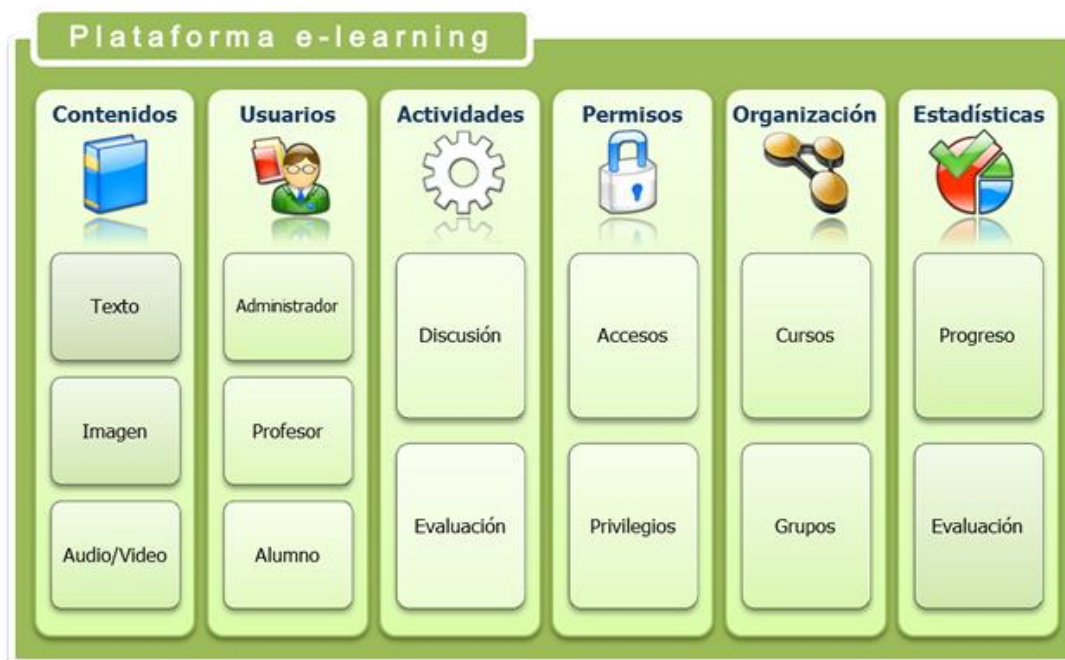 Plataforma e-learning
Contenidos
Texto
Imagen
Audio/Video
Usuarios
Administrador
Profesor
Alumno
Actividades
Discusión
Evaluación
Permisos
Accesos
Privilegios
Organización
Cursos
Grupos
Estadísticas
Progreso
Evaluación